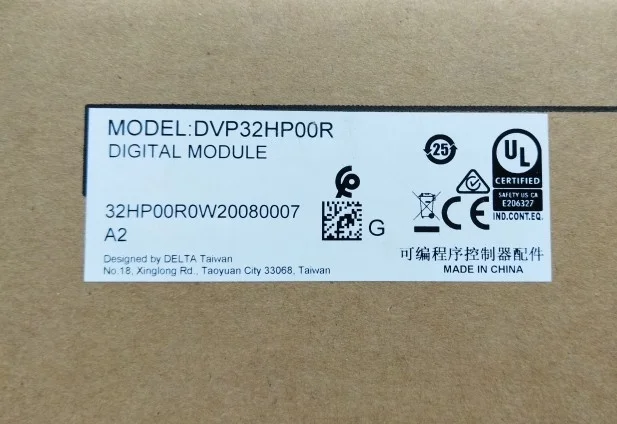 MODEL:DVP32HP00R
DIGITAL MODULE
32HP00R0W20080007
A2
G
Designed by DELTA Taiwan
No.18, Xinglong Rd., Taoyuan City 33068, Taiwan
25
UL
CERTIFIED
SAFETY US CA
E206327
IND.CONT.EQ.
CE
可编程序控制器配件
MADE IN CHINA